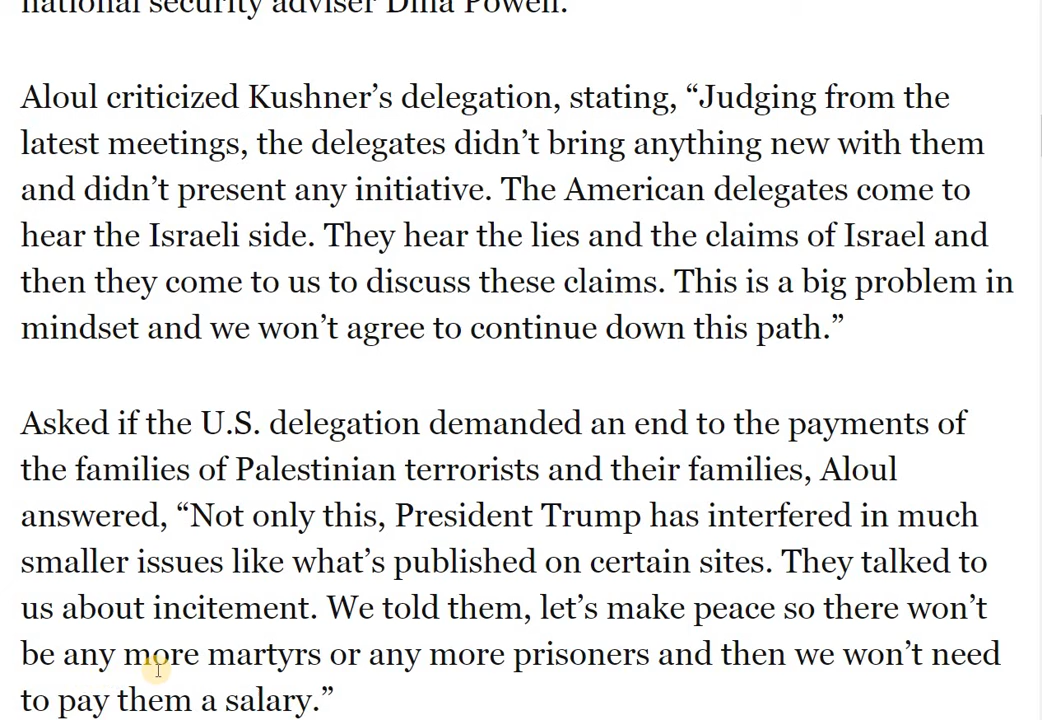 national security adviser Dina Powell.
Aloul criticized Kushner’s delegation, stating, “Judging from the
latest meetings, the delegates didn’t bring anything new with them
and didn’t present any initiative. The American delegates come to
hear the Israeli side. They hear the lies and the claims of Israel and
then they come to us to discuss these claims. This is a big problem in
mindset and we won’t agree to continue down this path.”
Asked if the U.S. delegation demanded an end to the payments of
the families of Palestinian terrorists and their families, Aloul
answered, “Not only this, President Trump has interfered in much
smaller issues like what’s published on certain sites. They talked to
us about incitement. We told them, let’s make peace so there won’t
be any more martyrs or any more prisoners and then we won’t need
to pay them a salary.”